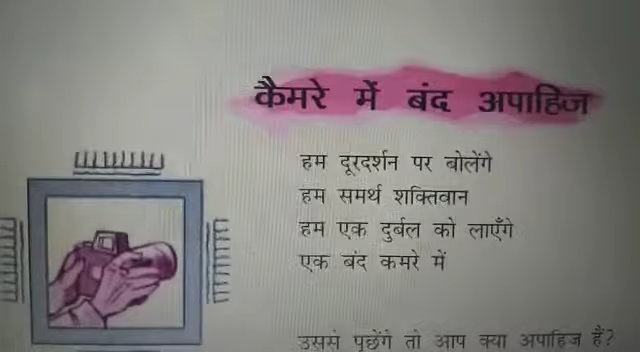 कैमरे में बंद अपाहिज
हम दूरदर्शन पर बोलेंगे
हम समर्थ शक्तिवान
हम एक दुर्बल को लाएँगे
एक बंद कमरे में
उससे पूछेंगे तो आप क्या अपाहिज हैं?